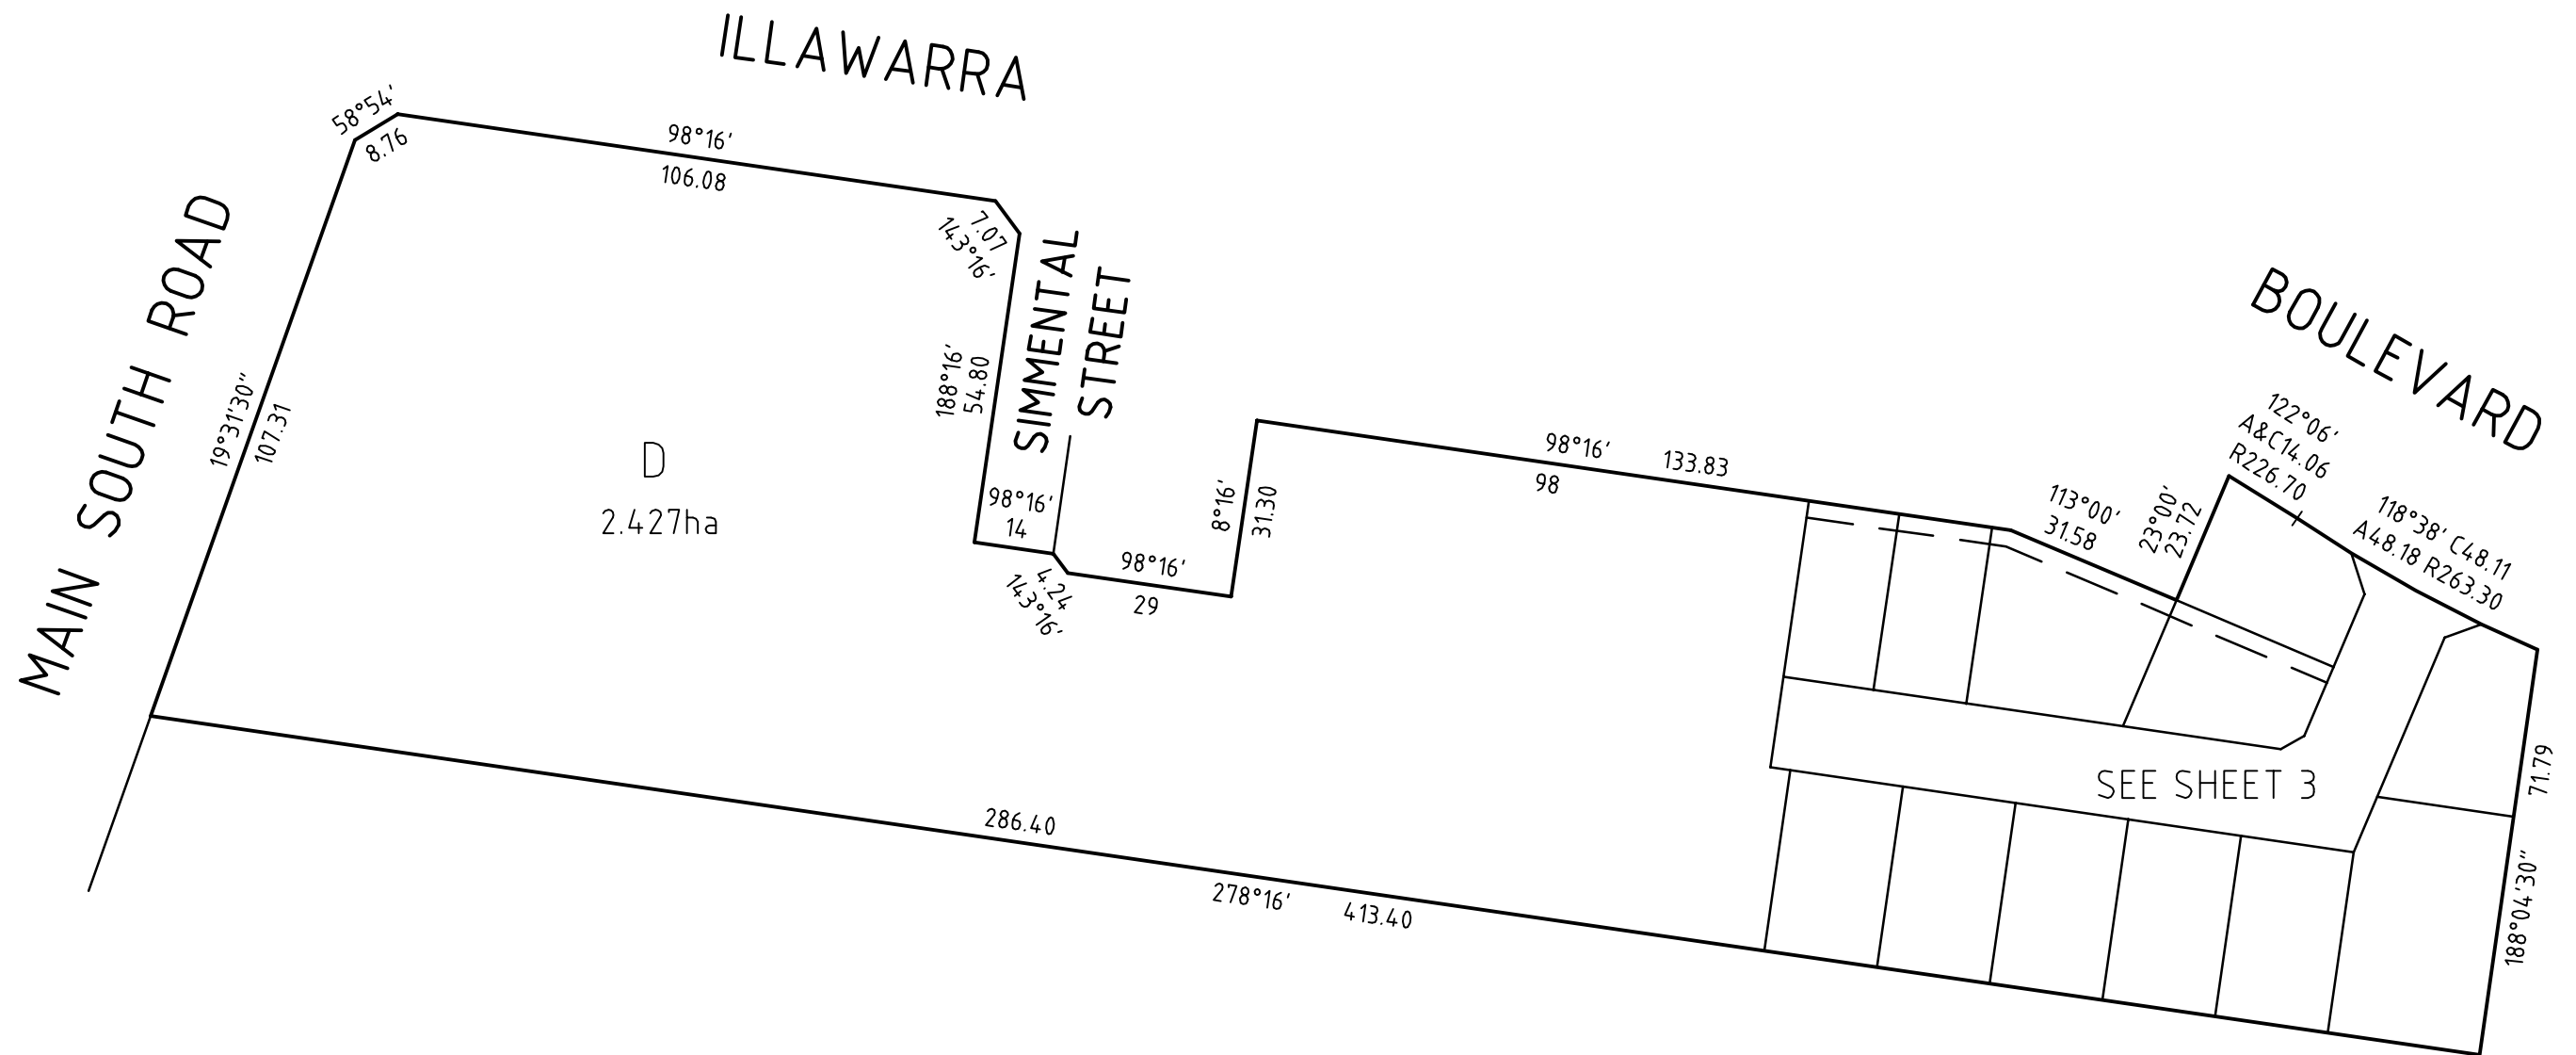 ILLAWARRA
58°54'
8.76
98°16'
106.08
7.07
143°16'
MAIN SOUTH ROAD
19°31'30"
107.31
D
2.427ha
188°16'
54.80
SIMMENTAL
STREET
98°16'
14
4.24
143°16'
98°16'
29
8°16'
31.30
98°16' 133.83
98
BOULEVARD
113°00'
31.58
23°00'
23.72
122°06'
A&C14.06
R226.70
118°38' C48.11
A48.18 R263.30
71.79
188°04'30"
SEE SHEET 3
286.40
278°16' 413.40